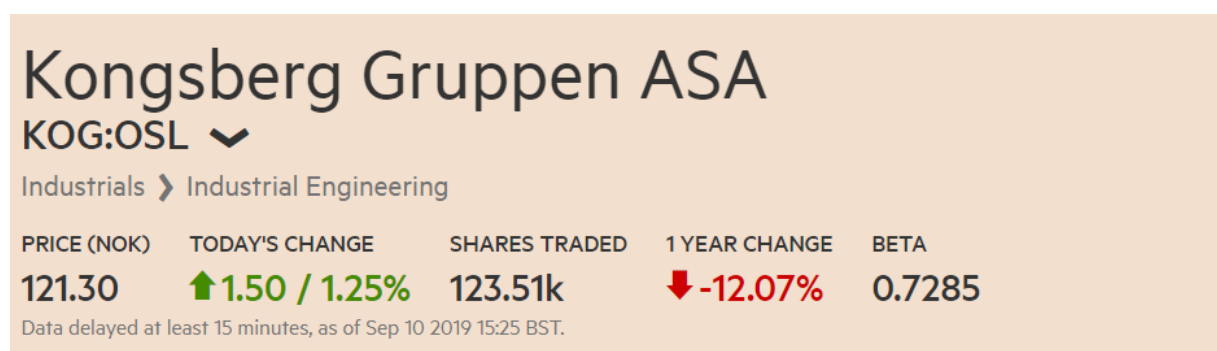 Kongsberg Gruppen ASA
KOG:OSL
Industrials ❯ Industrial Engineering
PRICE (NOK) TODAY'S CHANGE SHARES TRADED 1 YEAR CHANGE BETA
121.30 1.50 / 1.25% 123.51k -12.07% 0.7285
Data delayed at least 15 minutes, as of Sep 10 2019 15:25 BST.